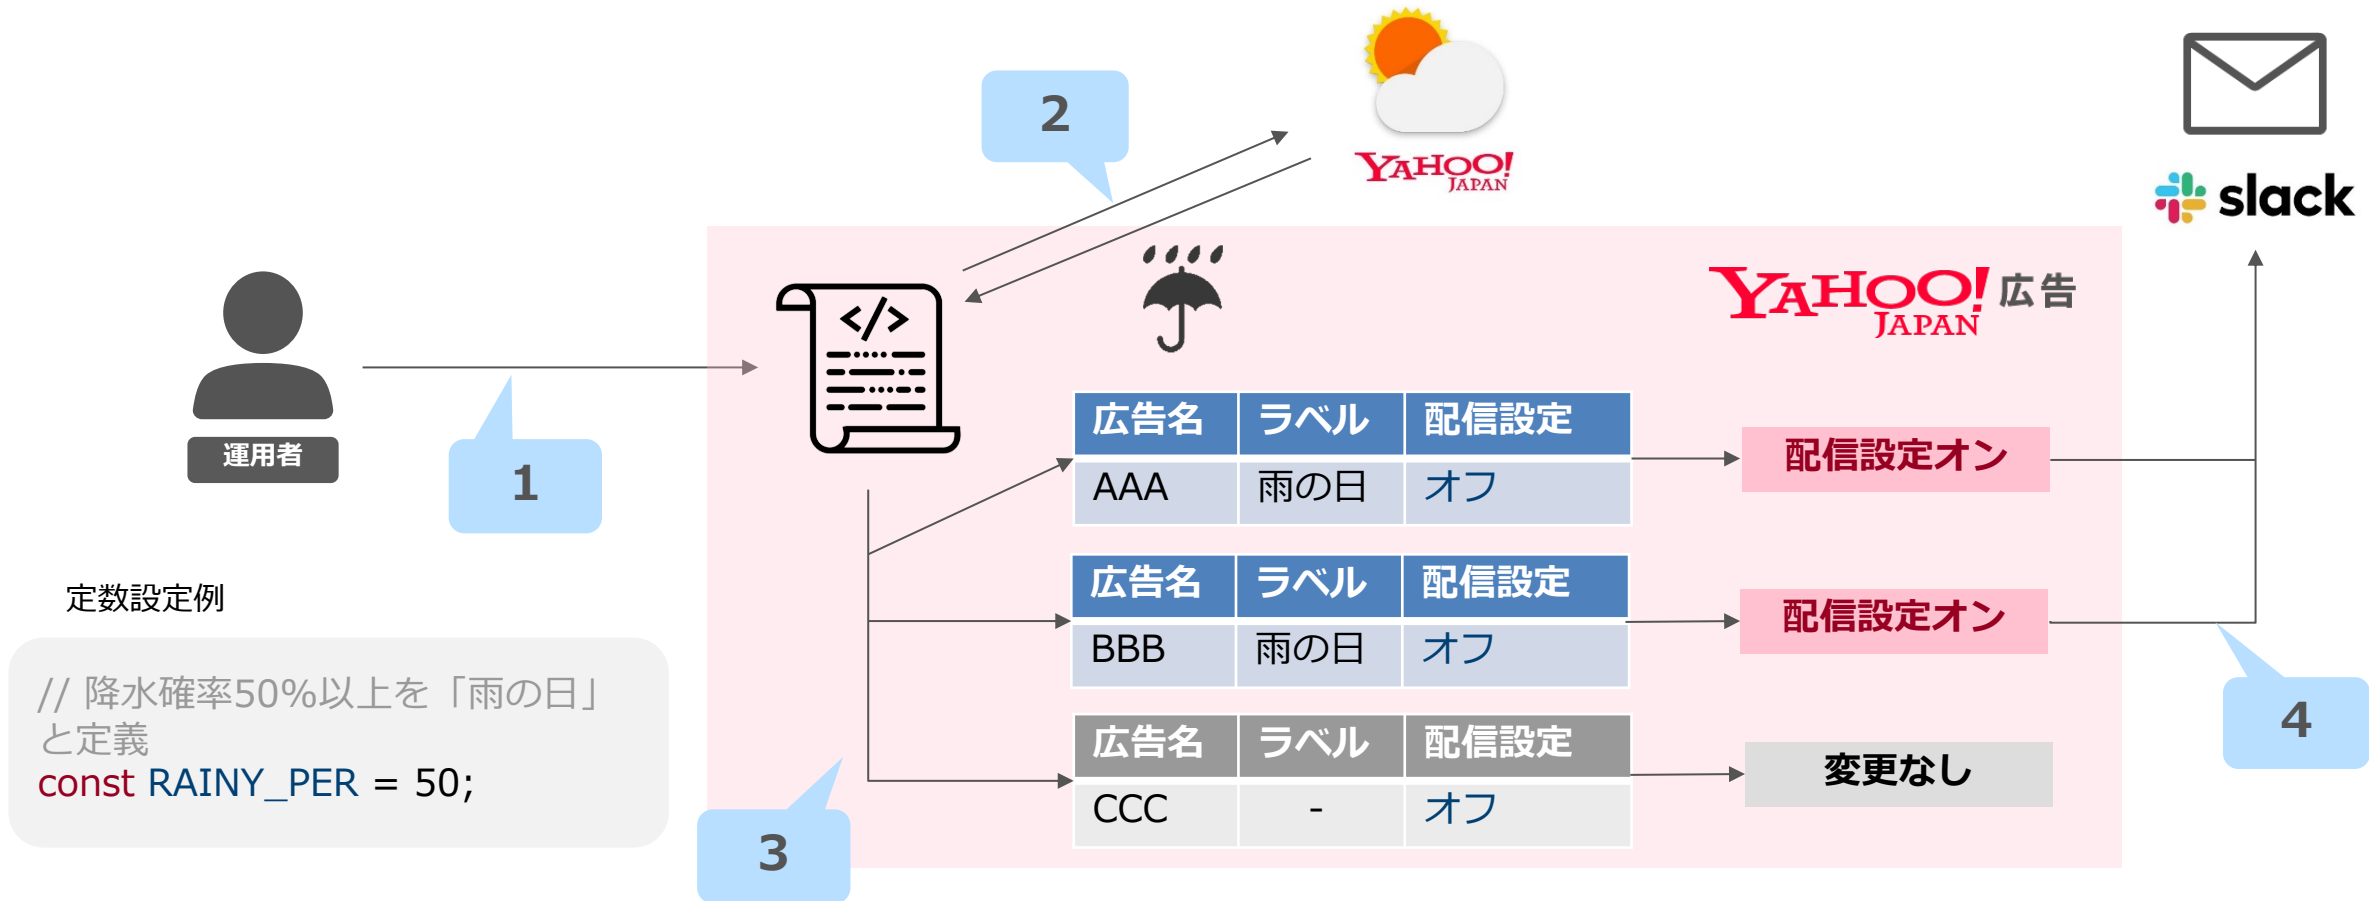 2
YAHOO!
JAPAN
slack
YAHOO!
JAPAN
広告
</>
運用者
1
広告名 ラベル 配信設定
AAA 雨の日 オフ
配信設定オン
広告名 ラベル 配信設定
BBB 雨の日 オフ
配信設定オン
広告名 ラベル 配信設定
CCC - オフ
変更なし
定数設定例
// 降水確率50%以上を「雨の日」
と定義
const RAINY_PER = 50;
3
4